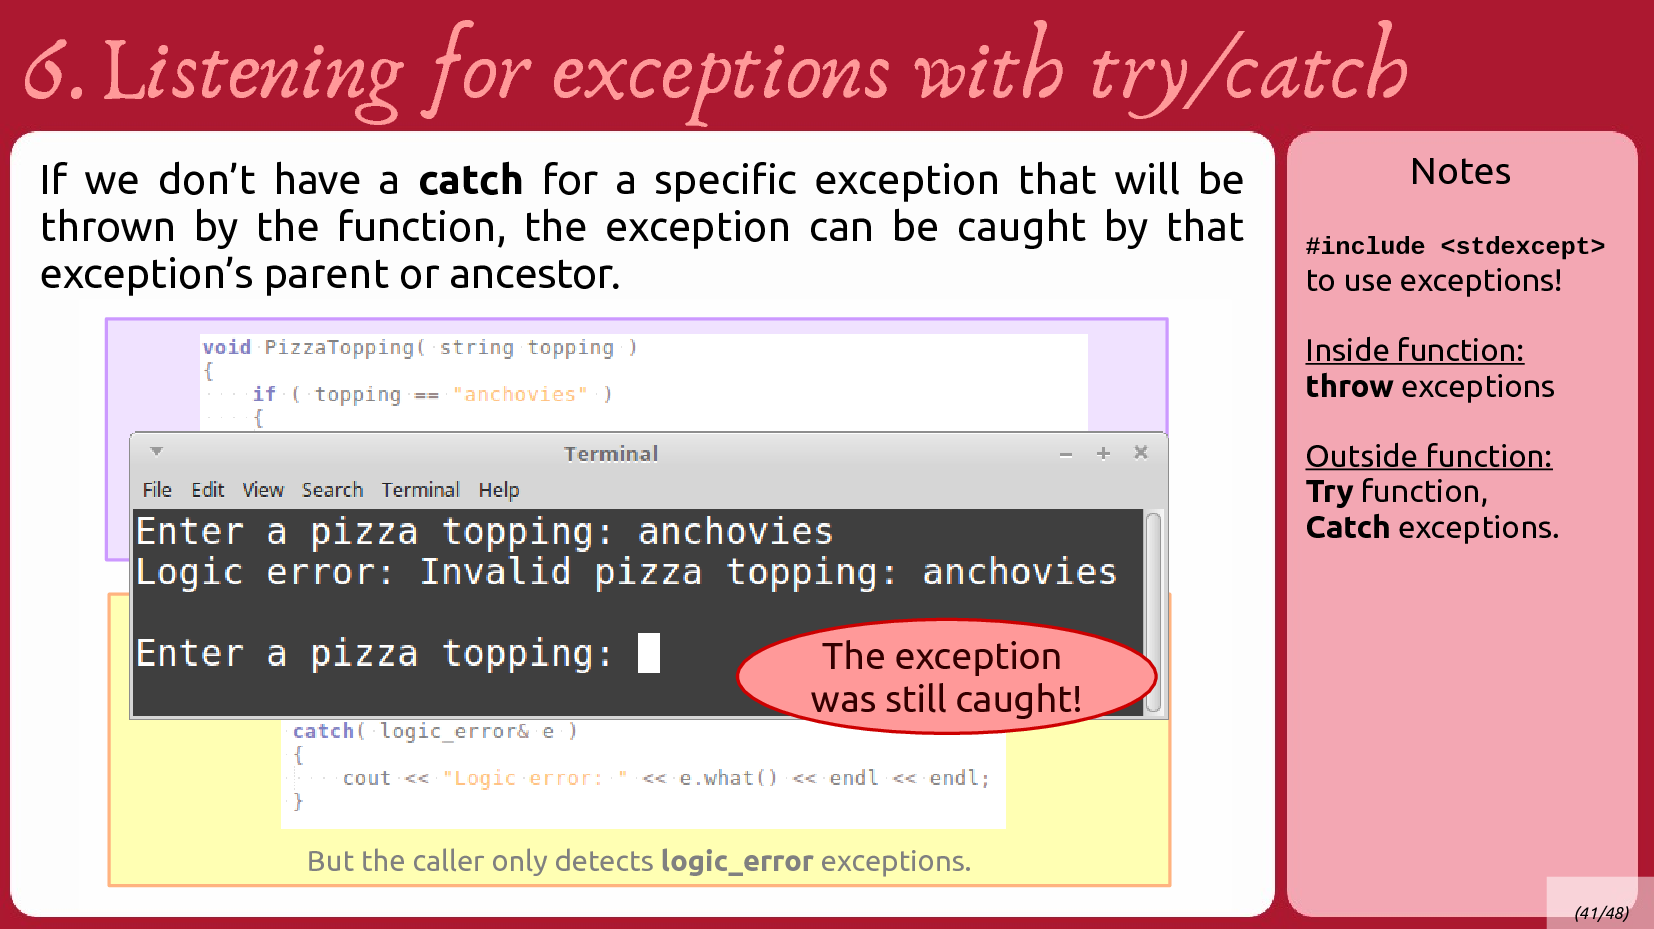 6. Listening for exceptions with try/catch
If we don’t have a catch for a specific exception that will be
thrown by the function, the exception can be caught by that
exception’s parent or ancestor.
void PizzaTopping( string topping )
{
if ( topping == "anchovies" )
{
Terminal
File Edit View Search Terminal Help
Enter a pizza topping: anchovies
Logic error: Invalid pizza topping: anchovies
Enter a pizza topping:
The exception
was still caught!
catch( logic_error& e )
{
cout << "Logic error: " << e.what() << endl << endl;
}
But the caller only detects logic_error exceptions.
Notes
#include <stdexcept>
to use exceptions!
Inside function:
throw exceptions
Outside function:
Try function,
Catch exceptions.
(41/48)